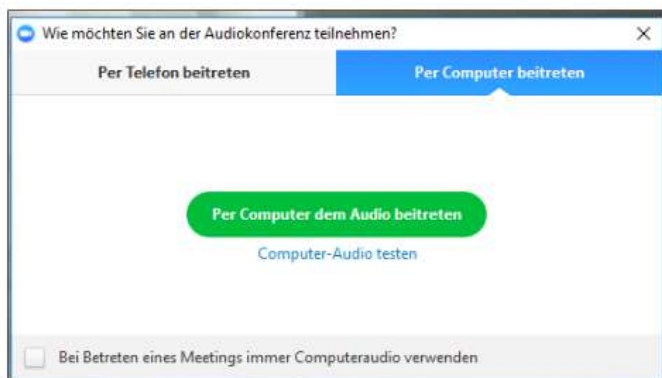 Wie möchten Sie an der Audiokonferenz teilnehmen?
Per Telefon beitreten
Per Computer beitreten
Per Computer dem Audio beitreten
Computer-Audio testen
Bei Betreten eines Meetings immer Computeraudio verwenden